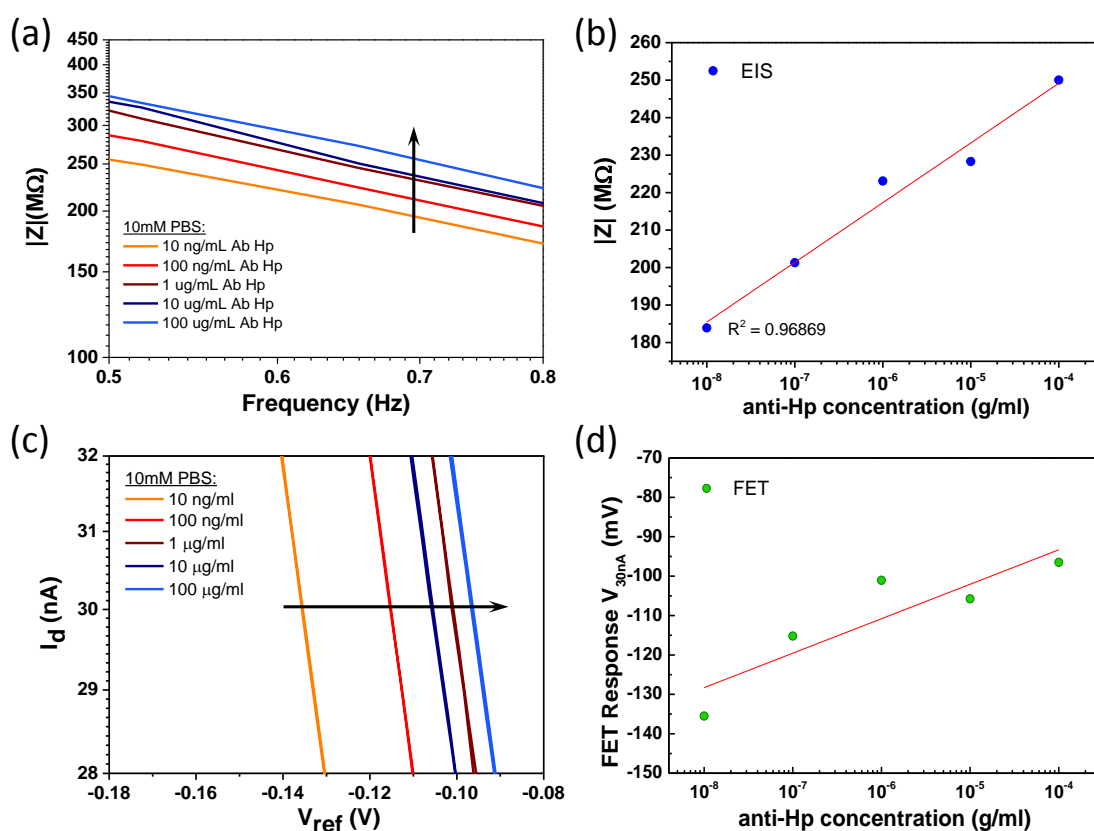 (a)
450
400
350
300
250
200
150
100
|Z|(MΩ)
10mM PBS:
10 ng/mL Ab Hp
100 ng/mL Ab Hp
1 ug/mL Ab Hp
10 ug/mL Ab Hp
100 ug/mL Ab Hp
0.5 0.6 0.7 0.8
Frequency (Hz)
(b)
260
250
240
230
220
210
200
190
180
|Z| (MΩ)
EIS
R² = 0.96869
10⁻⁸ 10⁻⁷ 10⁻⁶ 10⁻⁵ 10⁻⁴
anti-Hp concentration (g/ml)
(c)
32
31
30
29
28
I_d (nA)
10mM PBS:
10 ng/ml
100 ng/ml
1 μg/ml
10 μg/ml
100 μg/ml
-0.18 -0.16 -0.14 -0.12 -0.10 -0.08
V_ref (V)
(d)
-70
-80
-90
-100
-110
-120
-130
-140
-150
FET Response V_30nA (mV)
FET
10⁻⁸ 10⁻⁷ 10⁻⁶ 10⁻⁵ 10⁻⁴
anti-Hp concentration (g/ml)